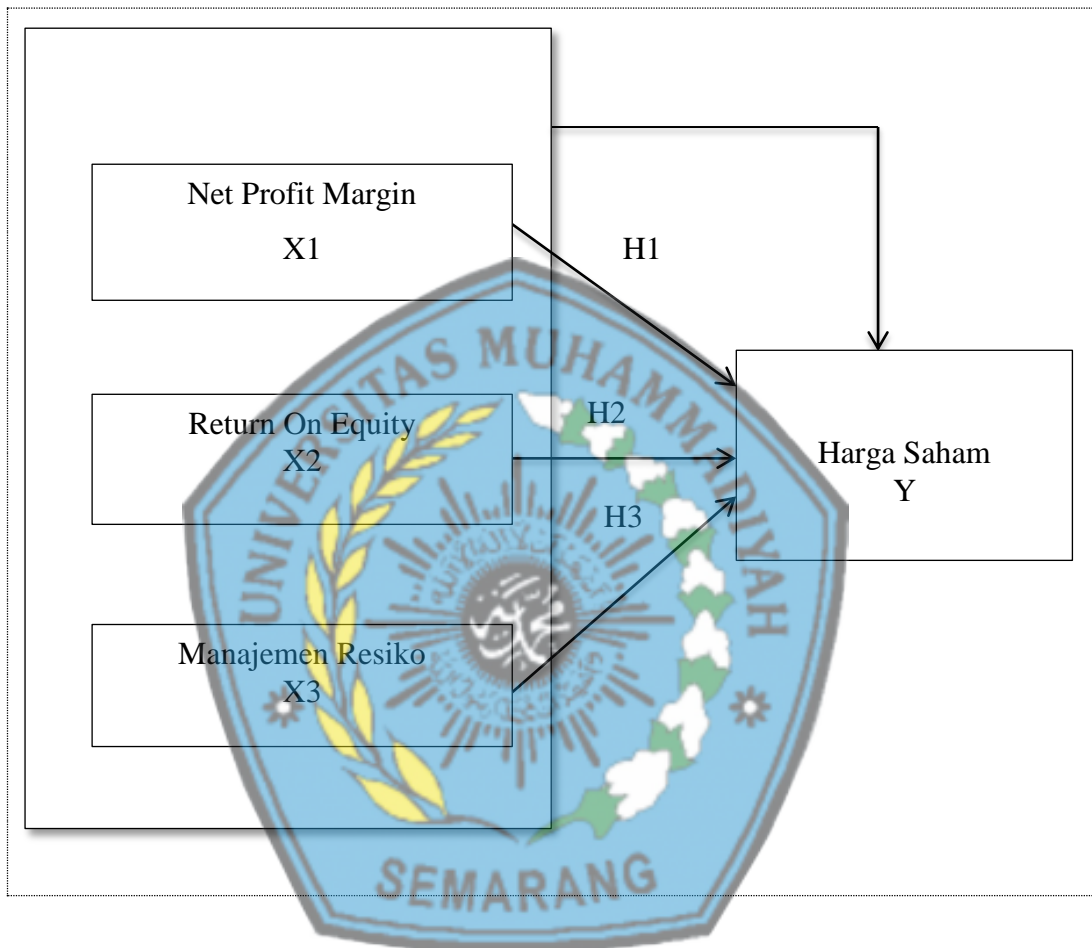 Net Profit Margin
X1
H1
Return On Equity
X2
H2
Harga Saham
Y
H3
Manajemen Resiko
X3
UNIVERSITAS MUHAMMADIYAH
SEMARANG